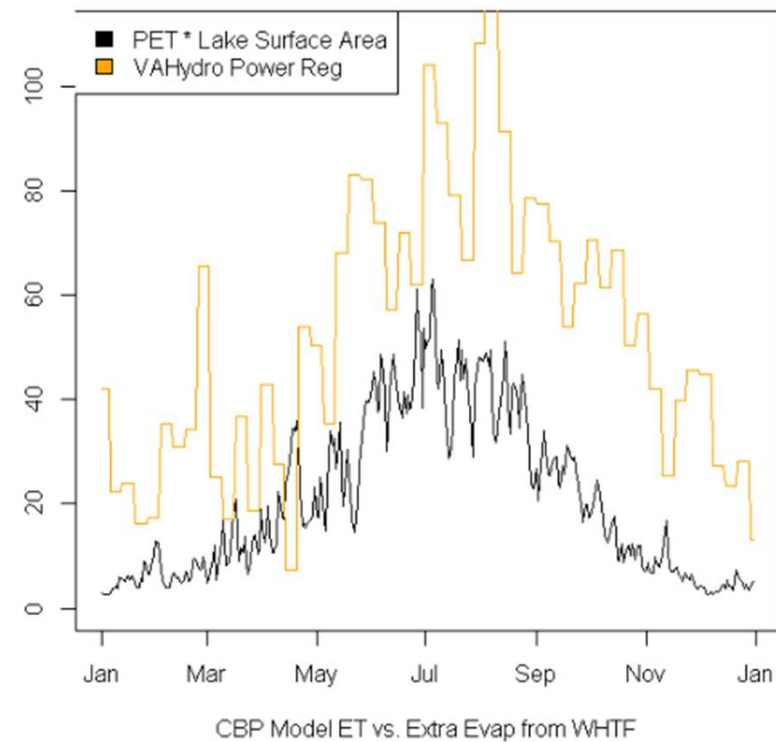 PET * Lake Surface Area
VAHydro Power Reg
100
80
60
40
20
0
Jan Mar May Jul Sep Nov Jan
CBP Model ET vs. Extra Evap from WHTF